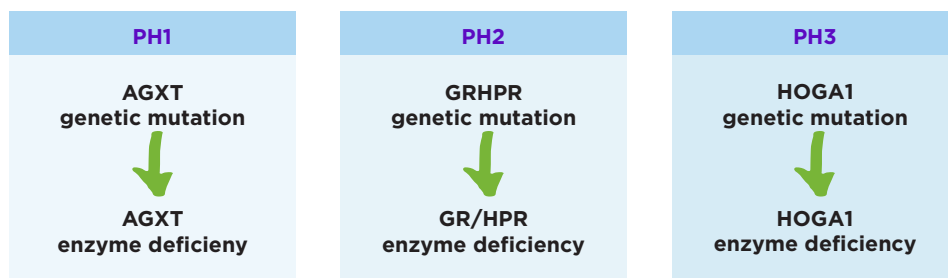 PH1
AGXT
genetic mutation
AGXT
enzyme deficieny
PH2
GRHPR
genetic mutation
GR/HPR
enzyme deficiency
PH3
HOGA1
genetic mutation
HOGA1
enzyme deficiency